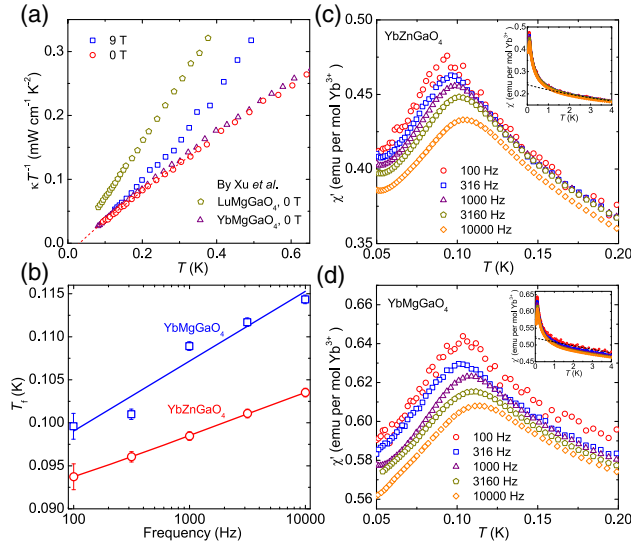 (a)
9 T
0 T
κT⁻¹ (mW cm⁻¹ K⁻²)
0.3
0.2
0.1
0.0
By Xu et al.
LuMgGaO₄, 0 T
YbMgGaO₄, 0 T
0.0
0.2
0.4
0.6
T (K)
(b)
0.115
0.110
0.105
0.100
0.095
0.090
T_f (K)
YbMgGaO₄
YbZnGaO₄
100
1000
10000
Frequency (Hz)
(c)
YbZnGaO₄
0.50
0.45
0.40
0.35
χ' (emu per mol Yb³⁺)
χ' (emu per mol Yb³⁺)
0.4
0.3
0.2
0
1
2
3
4
T (K)
100 Hz
316 Hz
1000 Hz
3160 Hz
10000 Hz
0.05
0.10
0.15
0.20
T (K)
(d)
YbMgGaO₄
0.66
0.64
0.62
0.60
0.58
0.56
χ' (emu per mol Yb³⁺)
χ' (emu per mol Yb³⁺)
0.65
0.60
0.55
0.50
0.45
0
1
2
3
4
T (K)
100 Hz
316 Hz
1000 Hz
3160 Hz
10000 Hz
0.05
0.10
0.15
0.20
T (K)